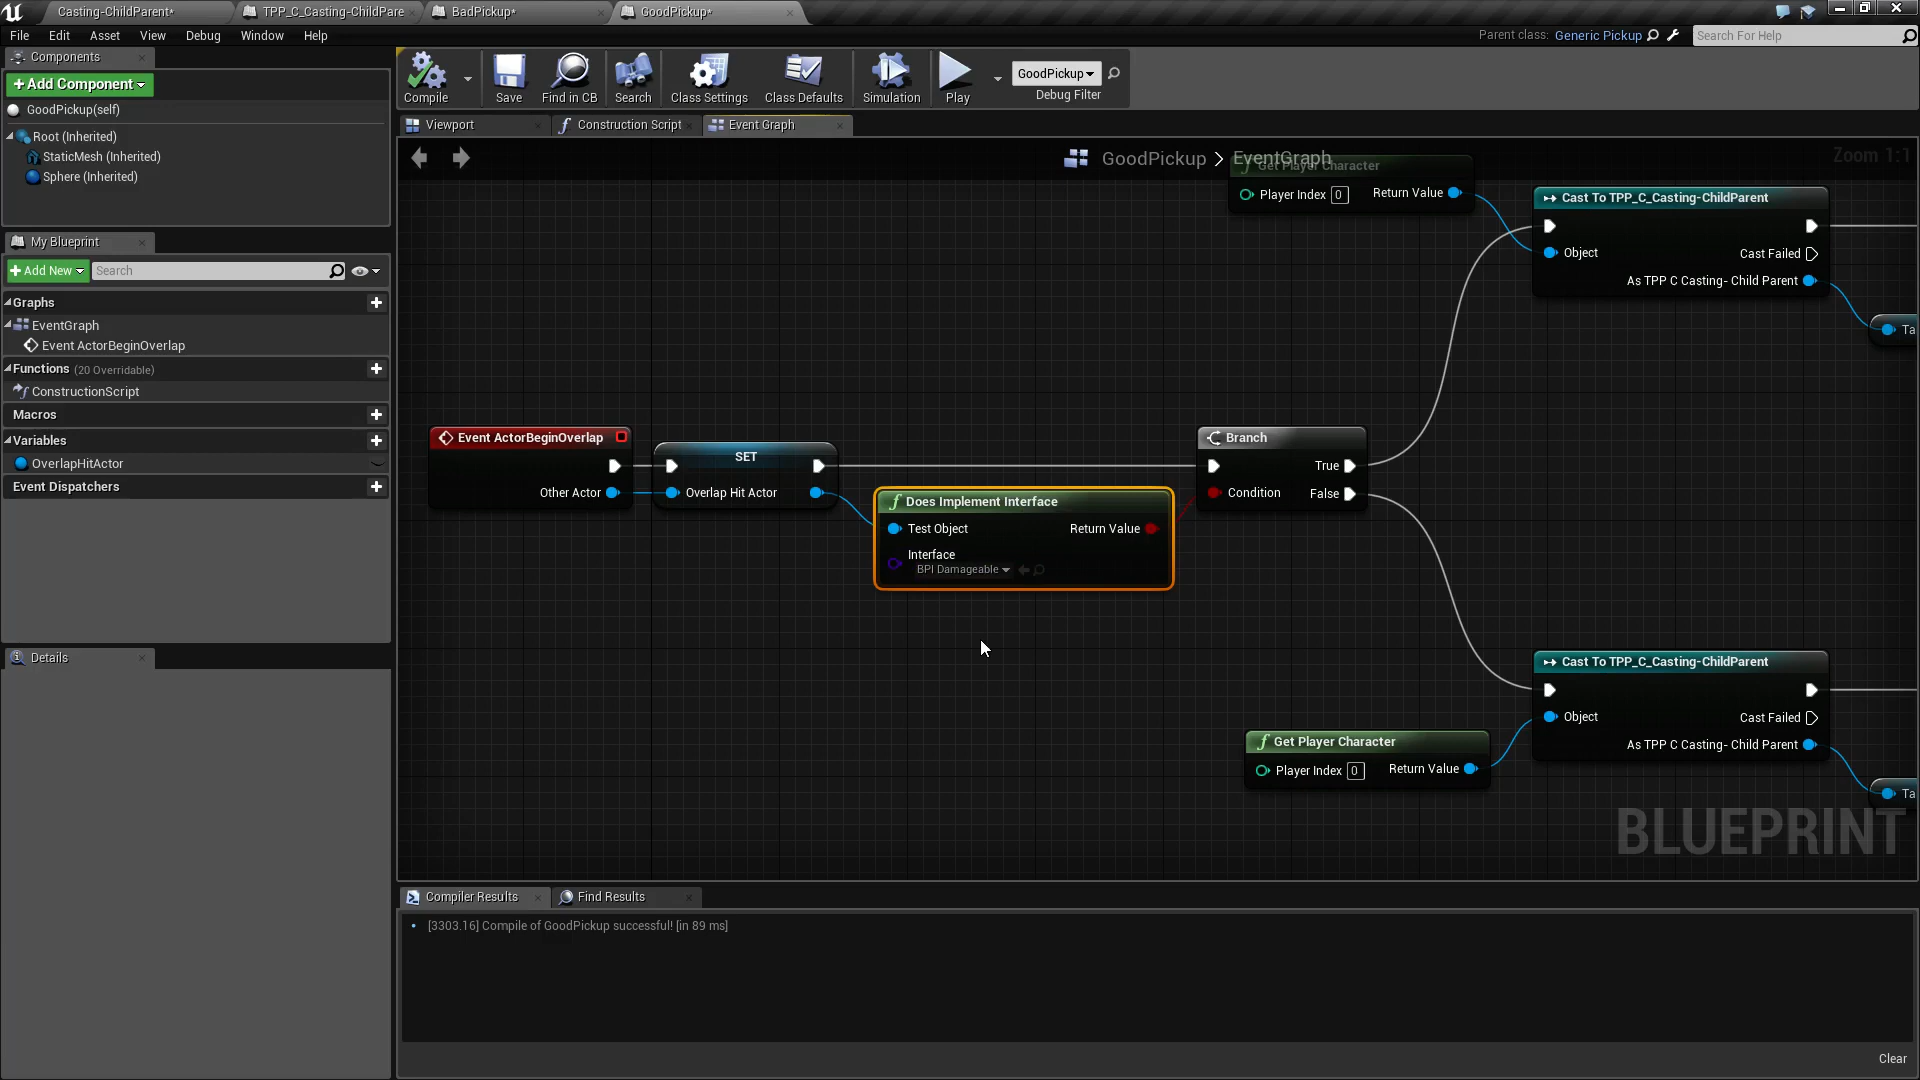 Casting-ChildParent*
TPP_C_Casting-ChildPare
BadPickup*
GoodPickup*
File Edit Asset View Debug Window Help
Parent class: Generic Pickup
Search For Help
Components
+Add Component
GoodPickup(self)
Root (Inherited)
StaticMesh (Inherited)
Sphere (Inherited)
My Blueprint
+Add New
Search
Graphs
EventGraph
Event ActorBeginOverlap
Functions (20 Overridable)
ConstructionScript
Macros
Variables
OverlapHitActor
Event Dispatchers
Details
Compile
Save
Find in CB
Search
Class Settings
Class Defaults
Simulation
Play
GoodPickup
Debug Filter
Viewport
Construction Script
Event Graph
GoodPickup > EventGraph
Zoom 1:1
Get Player Character
Player Index 0 Return Value
Cast To TPP_C_Casting-ChildParent
Object Cast Failed
As TPP C Casting- Child Parent
Ta
Event ActorBeginOverlap
Other Actor
SET
Overlap Hit Actor
Does Implement Interface
Test Object Return Value
Interface
BPI Damageable
Branch
True
Condition False
Cast To TPP_C_Casting-ChildParent
Object Cast Failed
As TPP C Casting- Child Parent
Ta
Get Player Character
Player Index 0 Return Value
BLUEPRINT
Compiler Results
Find Results
[3303.16] Compile of GoodPickup successful! [in 89 ms]
Clear